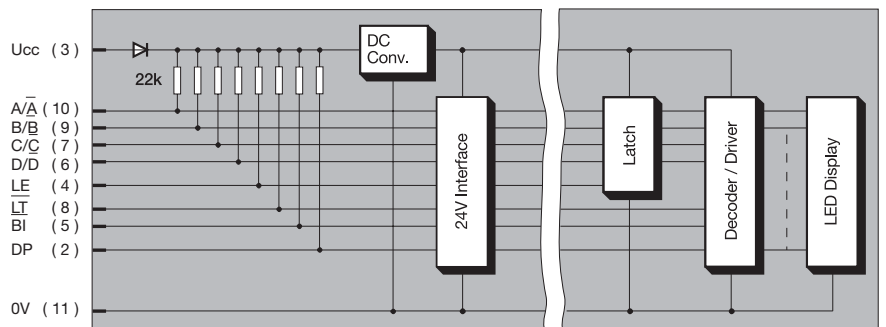 Ucc ( 3 )
22k
DC
Conv.
A/A̅ ( 10 )
B/B̅ ( 9 )
C/C̅ ( 7 )
D/D̅ ( 6 )
LE ( 4 )
L̅T̅ ( 8 )
BI ( 5 )
DP ( 2 )
0V ( 11 )
24V Interface
Latch
Decoder / Driver
LED Display